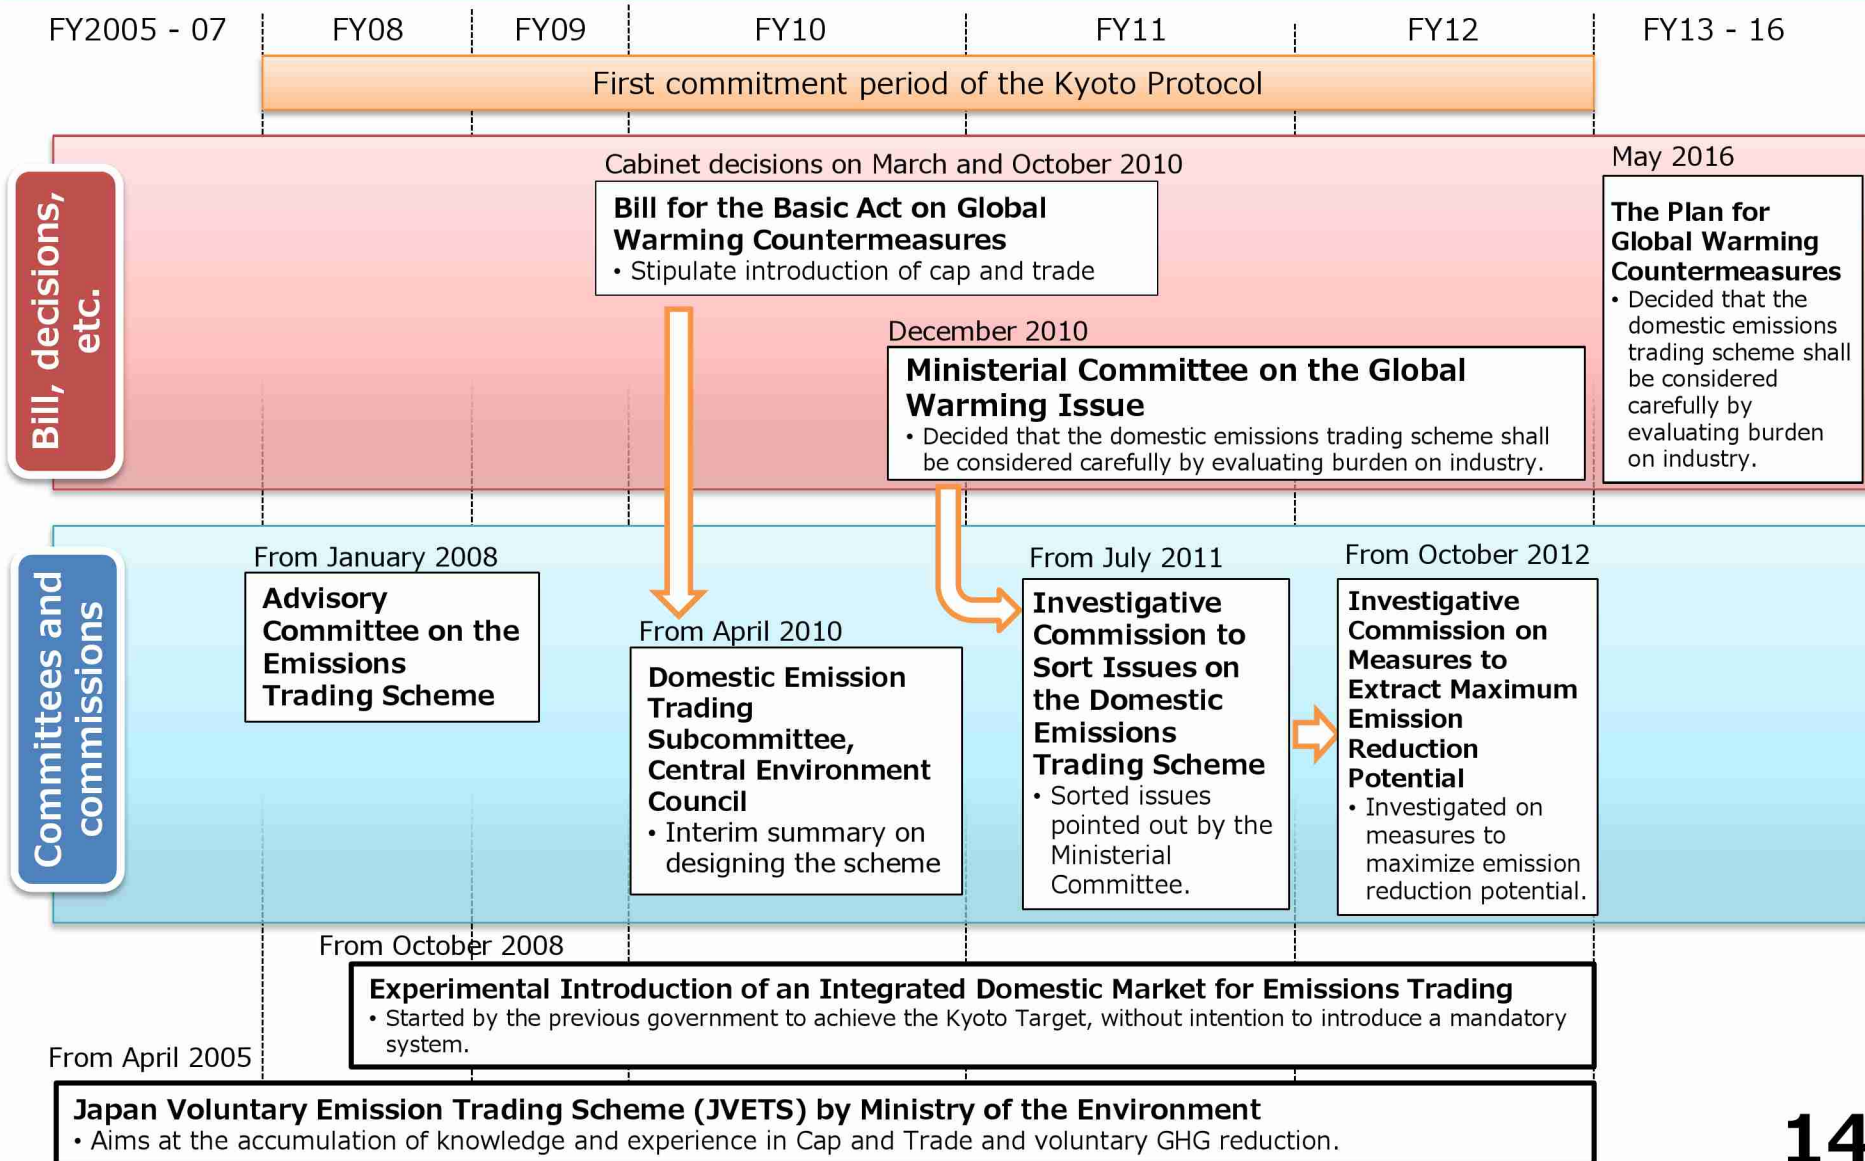 FY2005 - 07
FY08
FY09
FY10
FY11
FY12
FY13 - 16
First commitment period of the Kyoto Protocol
Bill, decisions,
etc.
Cabinet decisions on March and October 2010
Bill for the Basic Act on Global
Warming Countermeasures
• Stipulate introduction of cap and trade
December 2010
Ministerial Committee on the Global
Warming Issue
• Decided that the domestic emissions trading scheme shall
be considered carefully by evaluating burden on industry.
May 2016
The Plan for
Global Warming
Countermeasures
• Decided that the
domestic emissions
trading scheme shall
be considered
carefully by
evaluating burden
on industry.
Committees and
commissions
From January 2008
Advisory
Committee on the
Emissions
Trading Scheme
From April 2010
Domestic Emission
Trading
Subcommittee,
Central Environment
Council
• Interim summary on
designing the scheme
From July 2011
Investigative
Commission to
Sort Issues on
the Domestic
Emissions
Trading Scheme
• Sorted issues
pointed out by the
Ministerial
Committee.
From October 2012
Investigative
Commission on
Measures to
Extract Maximum
Emission
Reduction
Potential
• Investigated on
measures to
maximize emission
reduction potential.
From October 2008
Experimental Introduction of an Integrated Domestic Market for Emissions Trading
• Started by the previous government to achieve the Kyoto Target, without intention to introduce a mandatory
system.
From April 2005
Japan Voluntary Emission Trading Scheme (JVETS) by Ministry of the Environment
• Aims at the accumulation of knowledge and experience in Cap and Trade and voluntary GHG reduction.
14